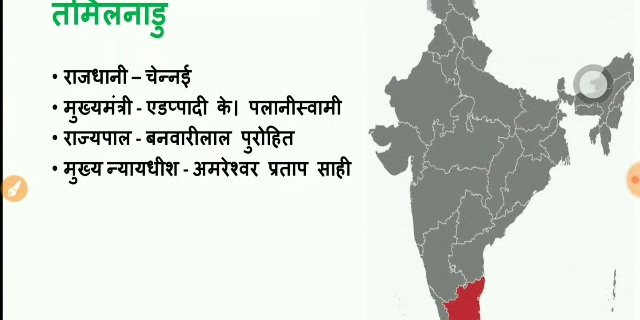 तमिलनाडु
• राजधानी – चेन्नई
• मुख्यमंत्री - एडप्पादी के। पलानीस्वामी
• राज्यपाल - बनवारीलाल पुरोहित
• मुख्य न्यायधीश - अमरेश्वर प्रताप साही